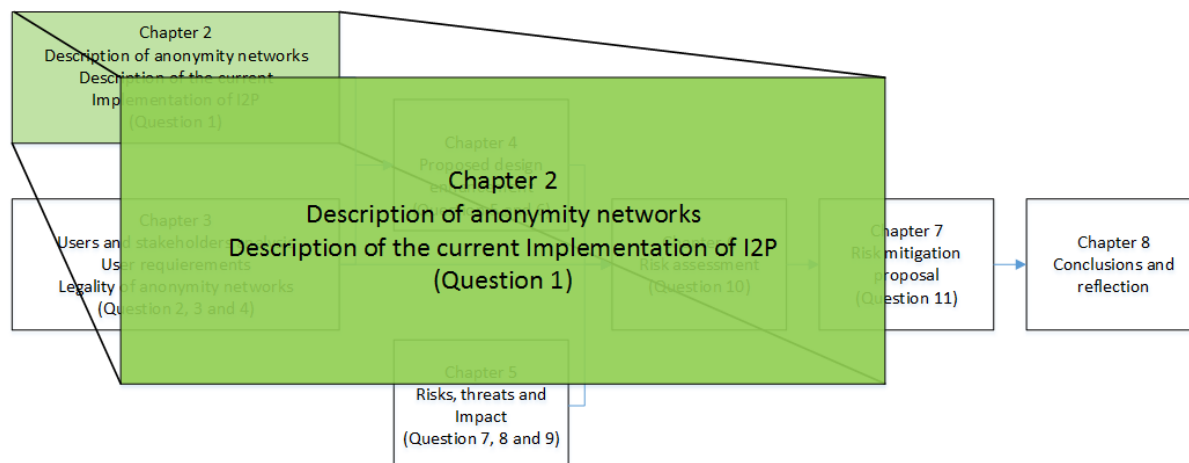 Chapter 2
Description of anonymity networks
Description of the current
Implementation of I2P
(Question 1)
Chapter 2
Description of anonymity networks
Description of the current Implementation of I2P
(Question 1)
Chapter 3
Users and stakeholders
User requierements
Legality of anonymity networks
(Question 2, 3 and 4)
Chapter 4
Proposed design
Chapter 5
Risks, threats and
Impact
(Question 7, 8 and 9)
Risk assessment
(Question 10)
Chapter 7
Risk mitigation
proposal
(Question 11)
Chapter 8
Conclusions and
reflection